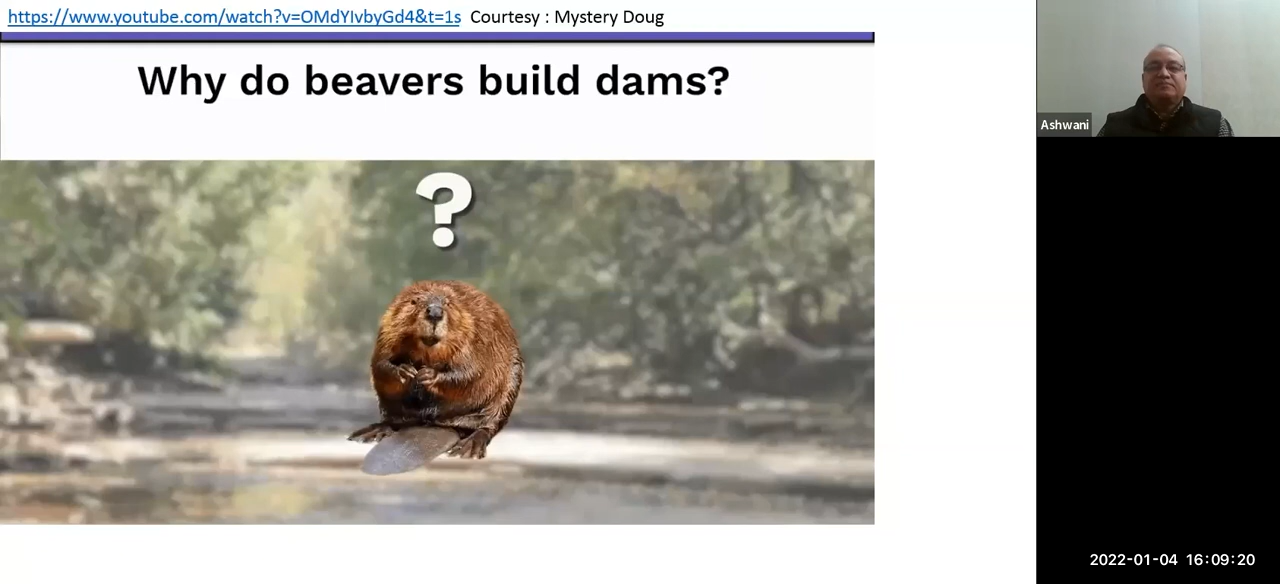 https://www.youtube.com/watch?v=OMdYIvbyGd4&t=1s Courtesy : Mystery Doug
Why do beavers build dams?
?
Ashwani
2022-01-04 16:09:20